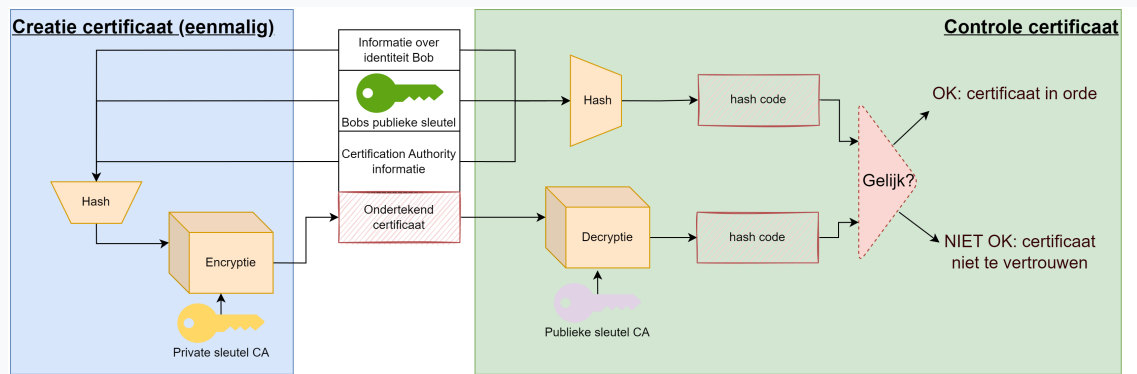 Creatie certificaat (eenmalig)
Controle certificaat
Informatie over
identiteit Bob
Bobs publieke sleutel
Certification Authority
informatie
Ondertekend
certificaat
Hash
Encryptie
Private sleutel CA
Hash
hash code
Decryptie
hash code
Publieke sleutel CA
Gelijk?
OK: certificaat in orde
NIET OK: certificaat
niet te vertrouwen